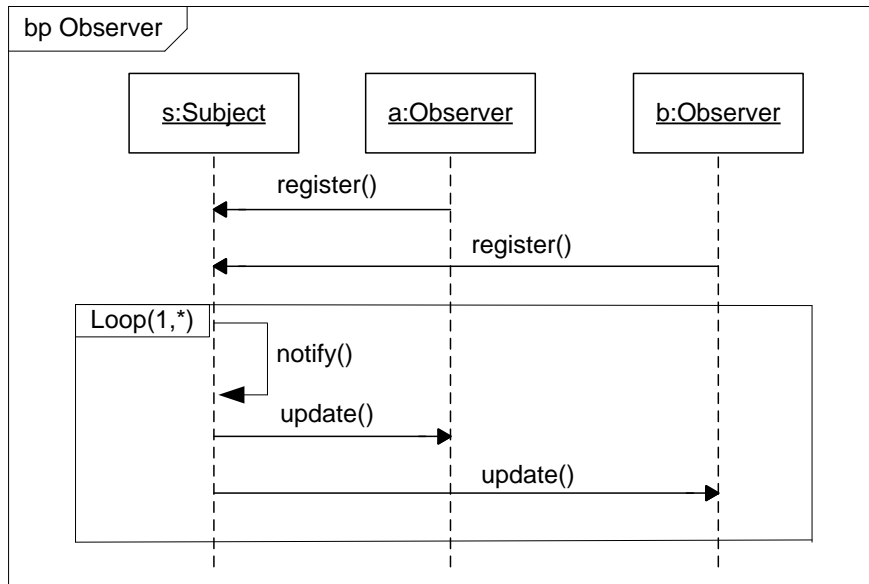 bp Observer
s:Subject
a:Observer
b:Observer
register()
register()
Loop(1,*)
notify()
update()
update()